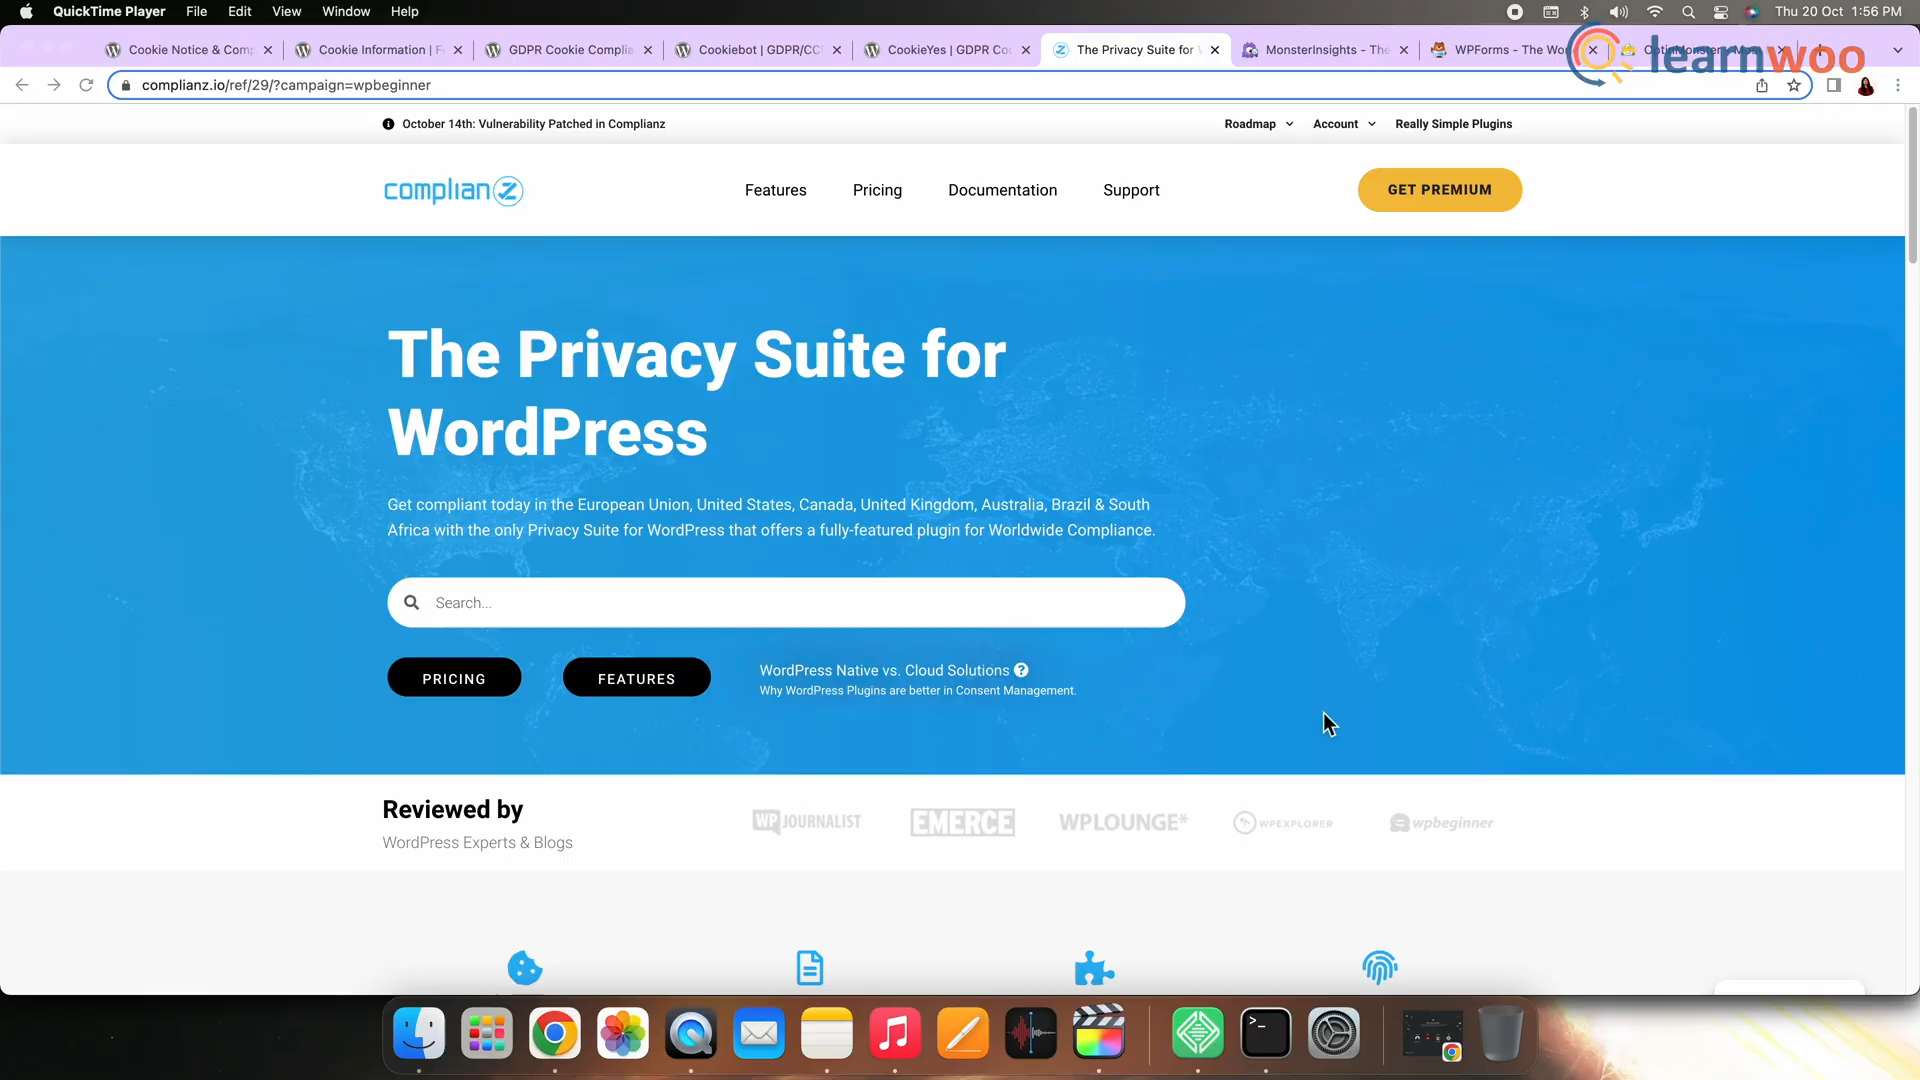 QuickTime Player File Edit View Window Help Thu 20 Oct 1:56 PM
Cookie Notice & Comp Cookie Information | F GDPR Cookie Complia Cookiebot | GDPR/CC CookieYes | GDPR Co The Privacy Suite for MonsterInsights - The WPForms - The Wor OptinMonster - Most
learnwoo
complianz.io/ref/29/?campaign=wpbeginner
October 14th: Vulnerability Patched in Complianz Roadmap Account Really Simple Plugins
complianz Features Pricing Documentation Support GET PREMIUM
The Privacy Suite for
WordPress
Get compliant today in the European Union, United States, Canada, United Kingdom, Australia, Brazil & South
Africa with the only Privacy Suite for WordPress that offers a fully-featured plugin for Worldwide Compliance.
Search...
PRICING FEATURES WordPress Native vs. Cloud Solutions ?
Why WordPress Plugins are better in Consent Management.
Reviewed by
WordPress Experts & Blogs
WP JOURNALIST EMERCE WPLOUNGE* WPEXPLORER wpbeginner